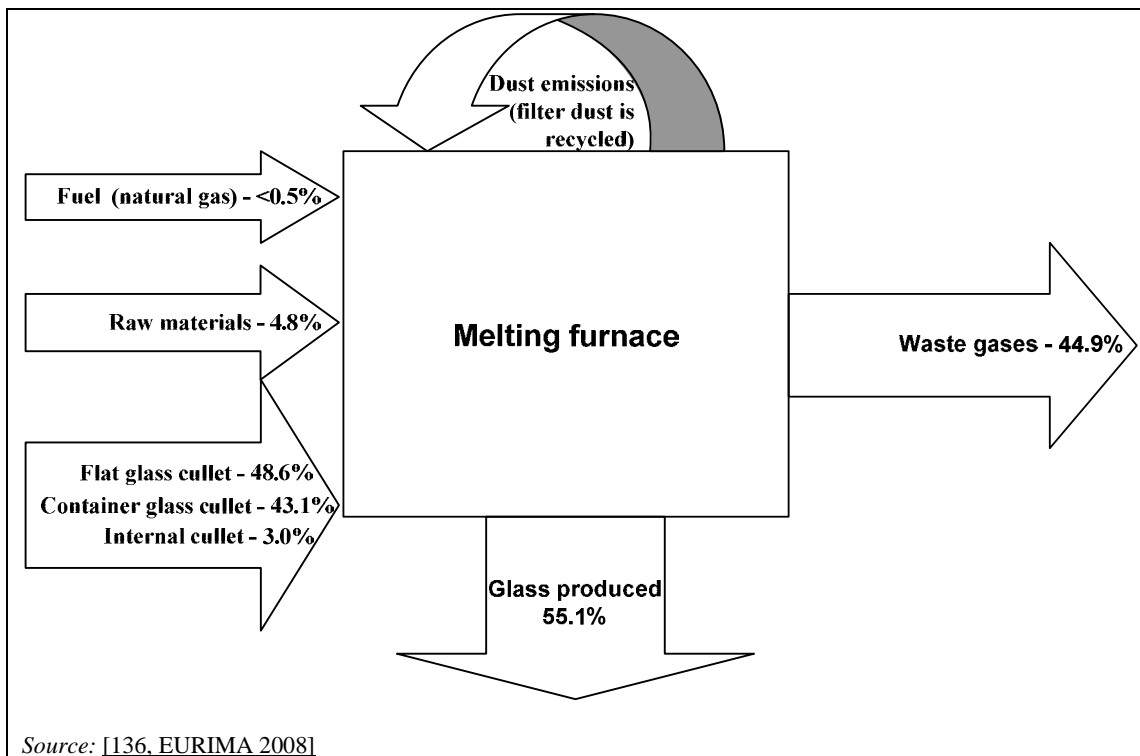 Dust emissions
(filter dust is
recycled)
Fuel (natural gas) - <0.5%
Raw materials - 4.8%
Melting furnace
Waste gases - 44.9%
Flat glass cullet - 48.6%
Container glass cullet - 43.1%
Internal cullet - 3.0%
Glass produced
55.1%
Source: [136, EURIMA 2008]